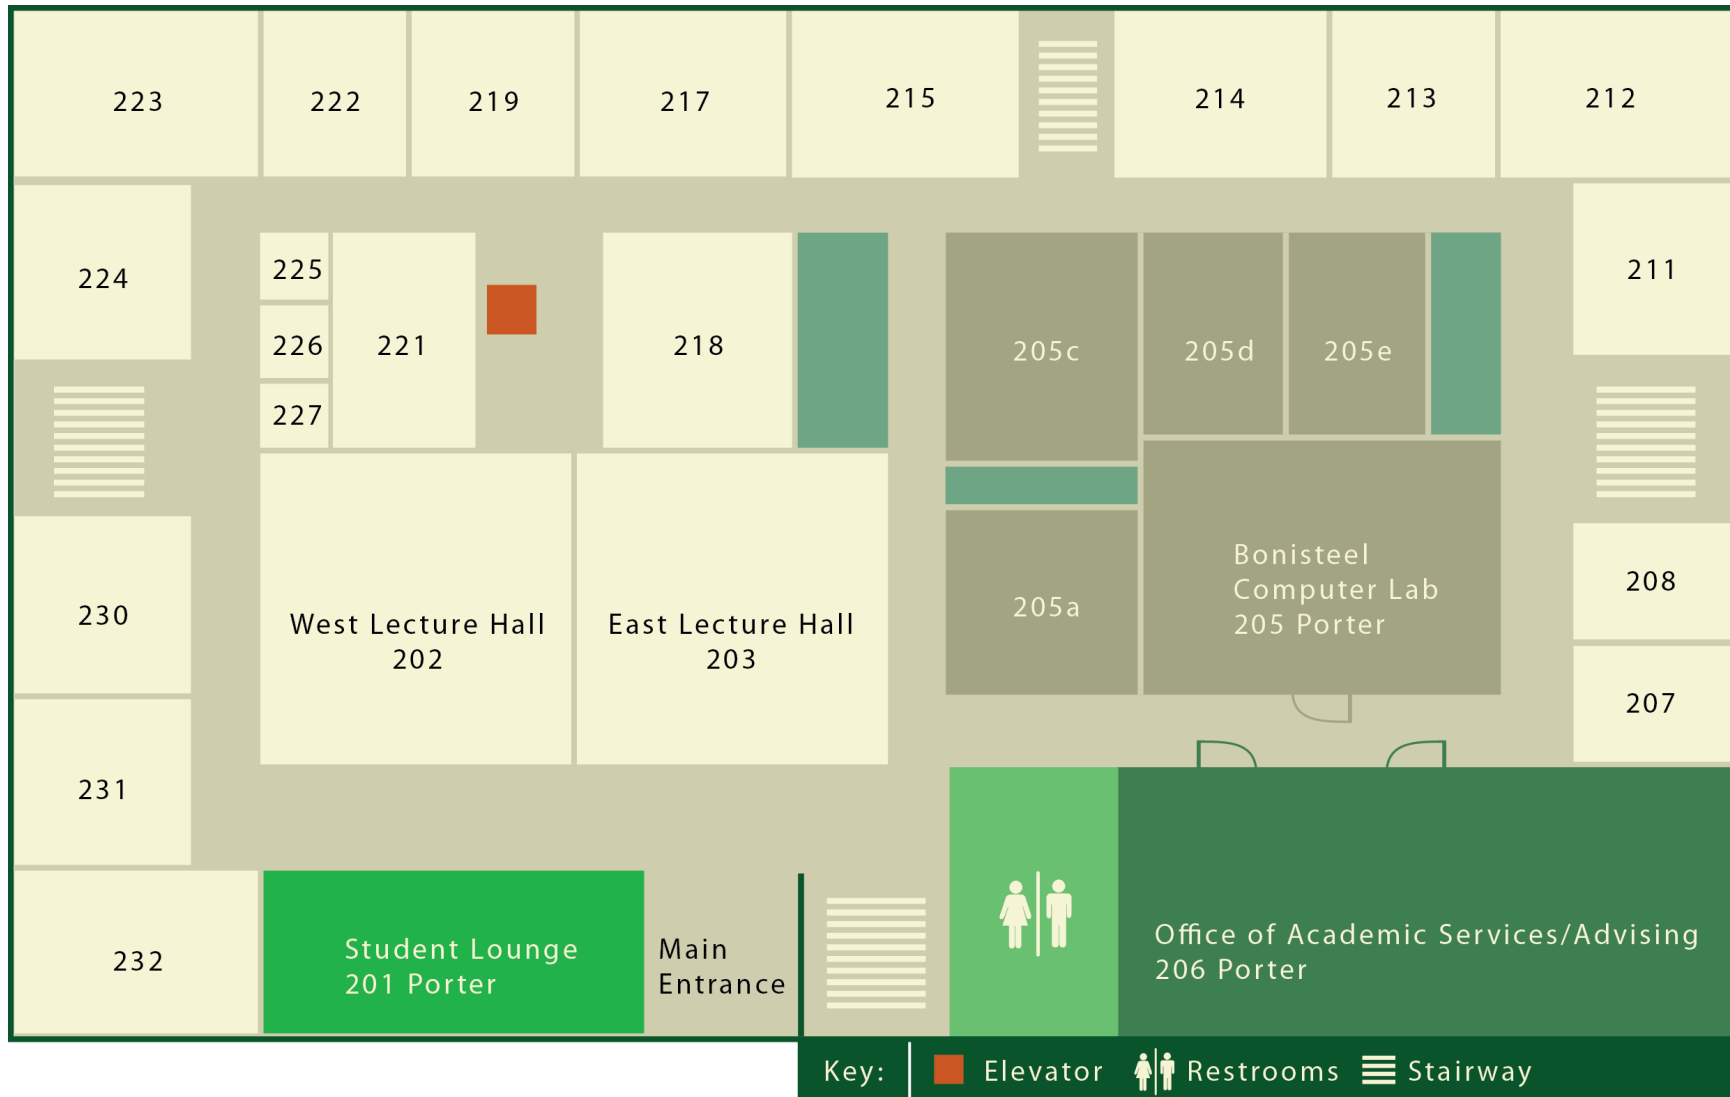 223
222
219
217
215
214
213
212
224
225
226
227
221
218
205c
205d
205e
211
230
West Lecture Hall
202
East Lecture Hall
203
205a
Bonisteel
Computer Lab
205 Porter
208
207
231
232
Student Lounge
201 Porter
Main
Entrance
Office of Academic Services/Advising
206 Porter
Key: Elevator Restrooms Stairway